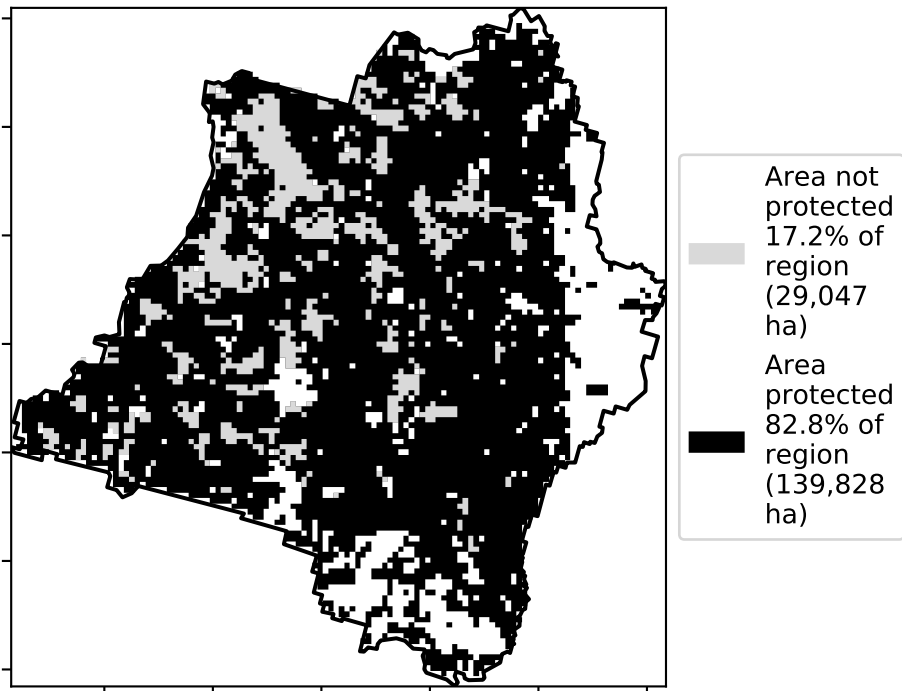 Area not
protected
17.2% of
region
(29,047
ha)
Area
protected
82.8% of
region
(139,828
ha)